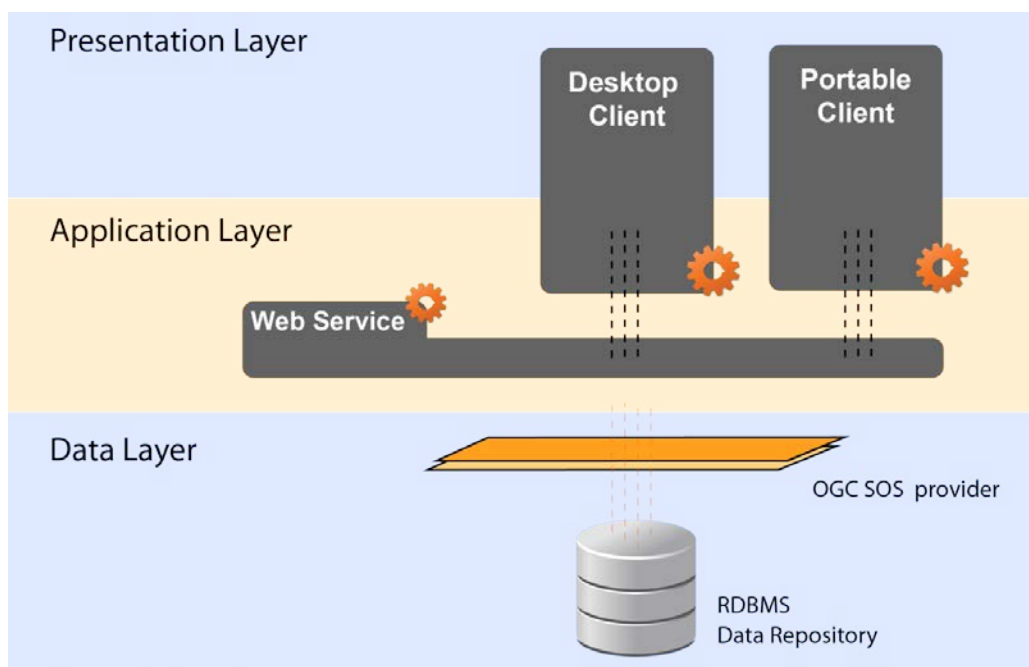 Presentation Layer
Desktop
Client
Portable
Client
Application Layer
Web Service
Data Layer
OGC SOS provider
RDBMS
Data Repository